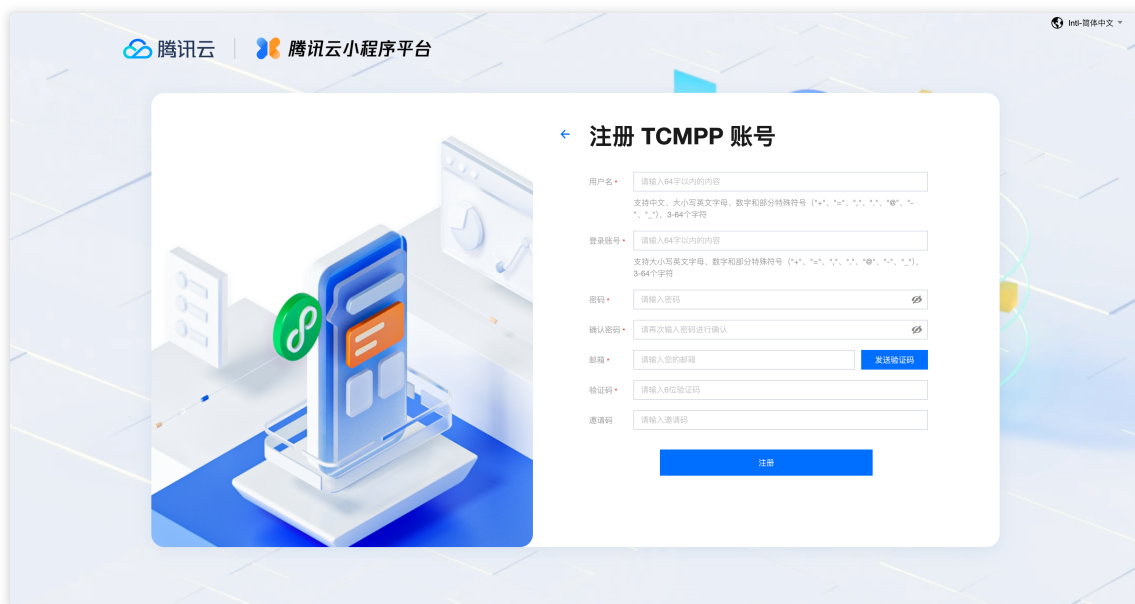 Intl-简体中文
腾讯云
腾讯云小程序平台
注册 TCMPP 账号
用户名
请输入64字以内的内容
支持中文、大小写英文字母、数字和部分特殊符号（"+"、"="、","、"."、"@"、"-
"、"_"）、3-64个字符
登录账号
请输入64字以内的内容
支持大小写英文字母、数字和部分特殊符号（"+"、"="、","、"."、"@"、"-"、"_"）、
3-64个字符
密码
请输入密码
确认密码
请再次输入密码进行确认
邮箱
请输入您的邮箱
发送验证码
验证码
请输入6位验证码
邀请码
请输入邀请码
注册